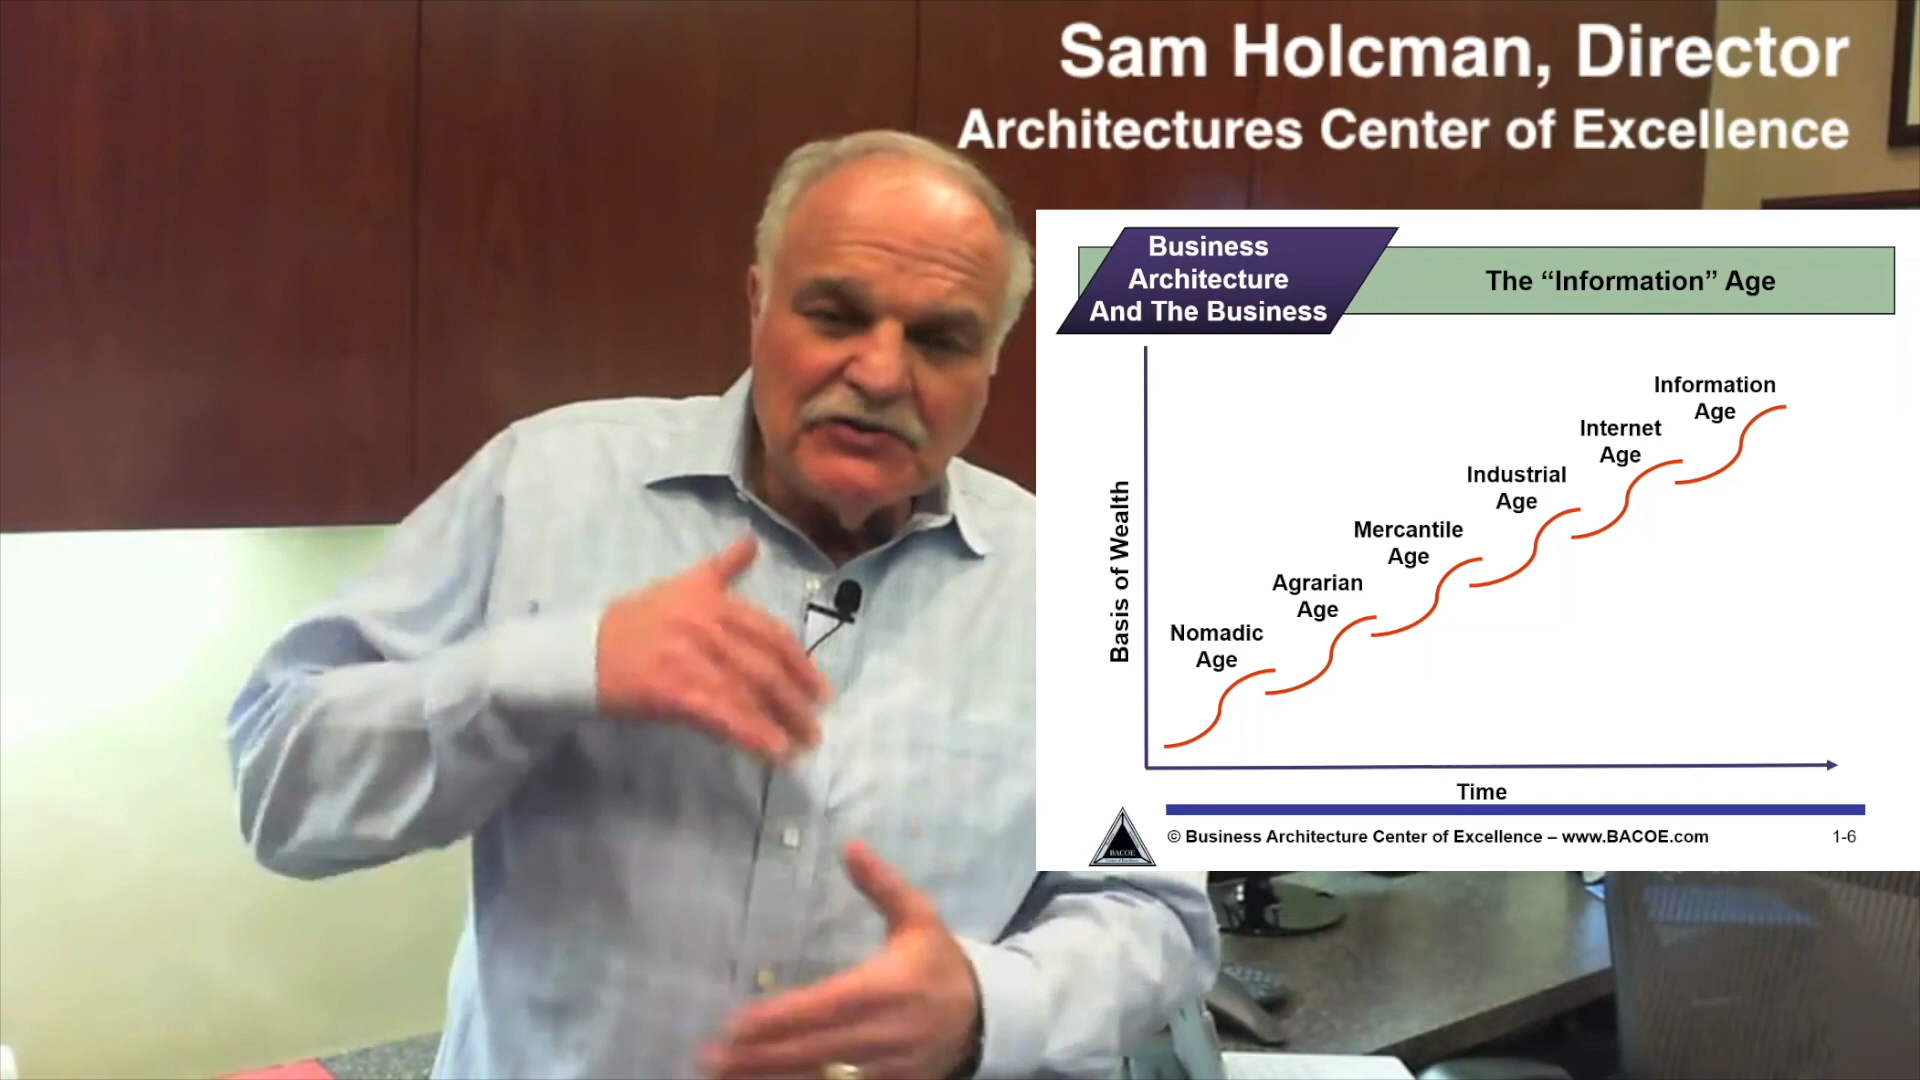 Sam Holcman, Director
Architectures Center of Excellence
Business
Architecture
And The Business
The “Information” Age
Information
Age
Internet
Age
Industrial
Age
Mercantile
Age
Agrarian
Age
Nomadic
Age
Basis of Wealth
Time
BACOE
© Business Architecture Center of Excellence – www.BACOE.com
1-6